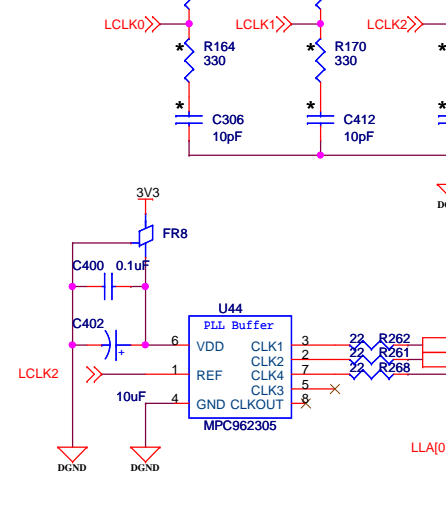 LCLK0
LCLK1
LCLK2
* R164
330
* R170
330
*
* C306
10pF
* C412
10pF
*
3V3
FR8
C400 0.1uF
C402
+
10uF
LCLK2
U44
PLL Buffer
6 VDD
1 REF
4 GND
CLK1 3
CLK2 2
CLK4 7
CLK3 5
CLKOUT 8
MPC962305
22 R262
22 R261
22 R268
DGND
DGND
LLA[0